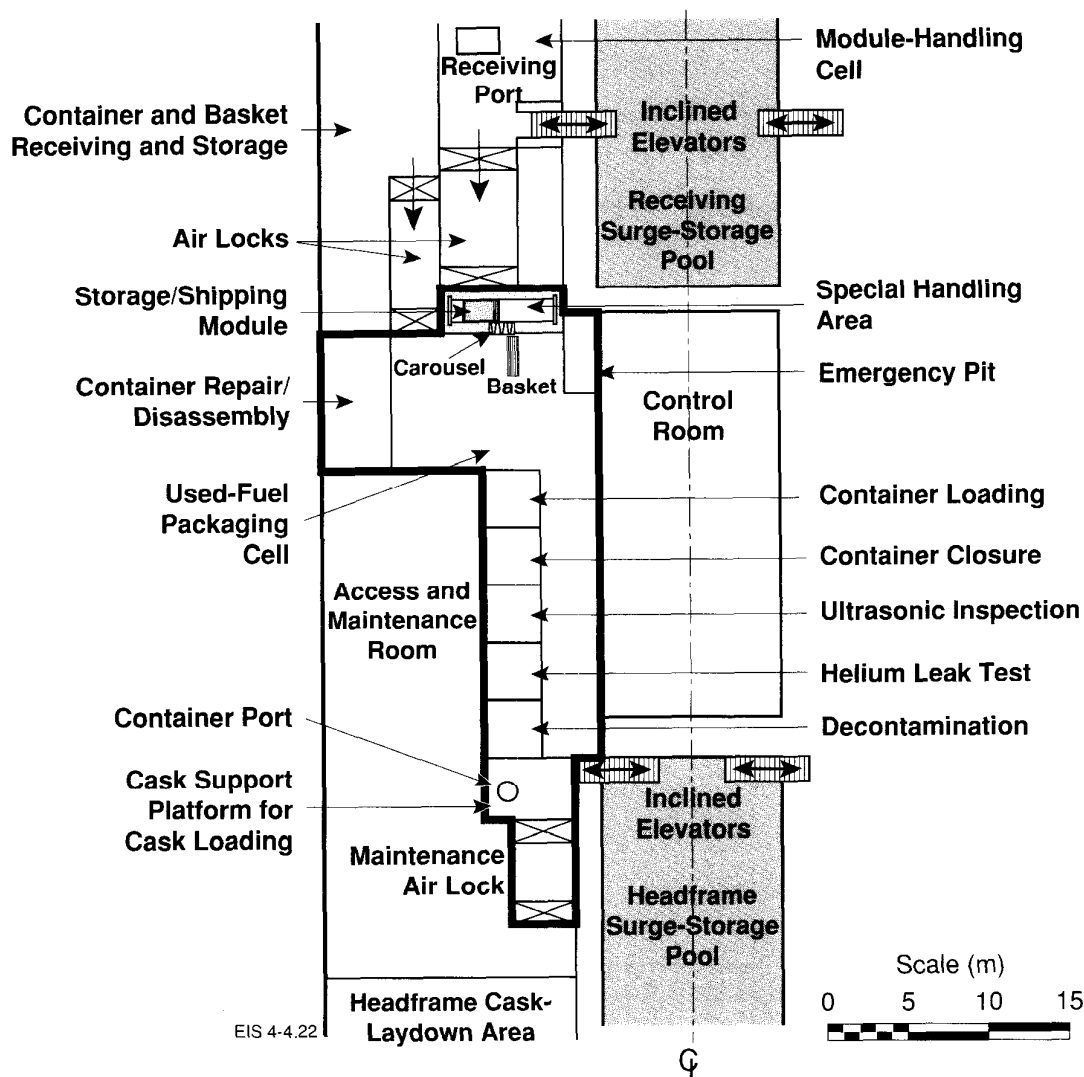 Module-Handling
Cell
Receiving
Port
Container and Basket
Receiving and Storage
Inclined
Elevators
Receiving
Surge-Storage
Pool
Air Locks
Storage/Shipping
Module
Special Handling
Area
Carousel
Basket
Emergency Pit
Container Repair/
Disassembly
Control
Room
Used-Fuel
Packaging
Cell
Container Loading
Container Closure
Access and
Maintenance
Room
Ultrasonic Inspection
Helium Leak Test
Container Port
Decontamination
Cask Support
Platform for
Cask Loading
Inclined
Elevators
Maintenance
Air Lock
Headframe
Surge-Storage
Pool
Scale (m)
0 5 10 15
Headframe Cask-
Laydown Area
EIS 4-4.22
℄